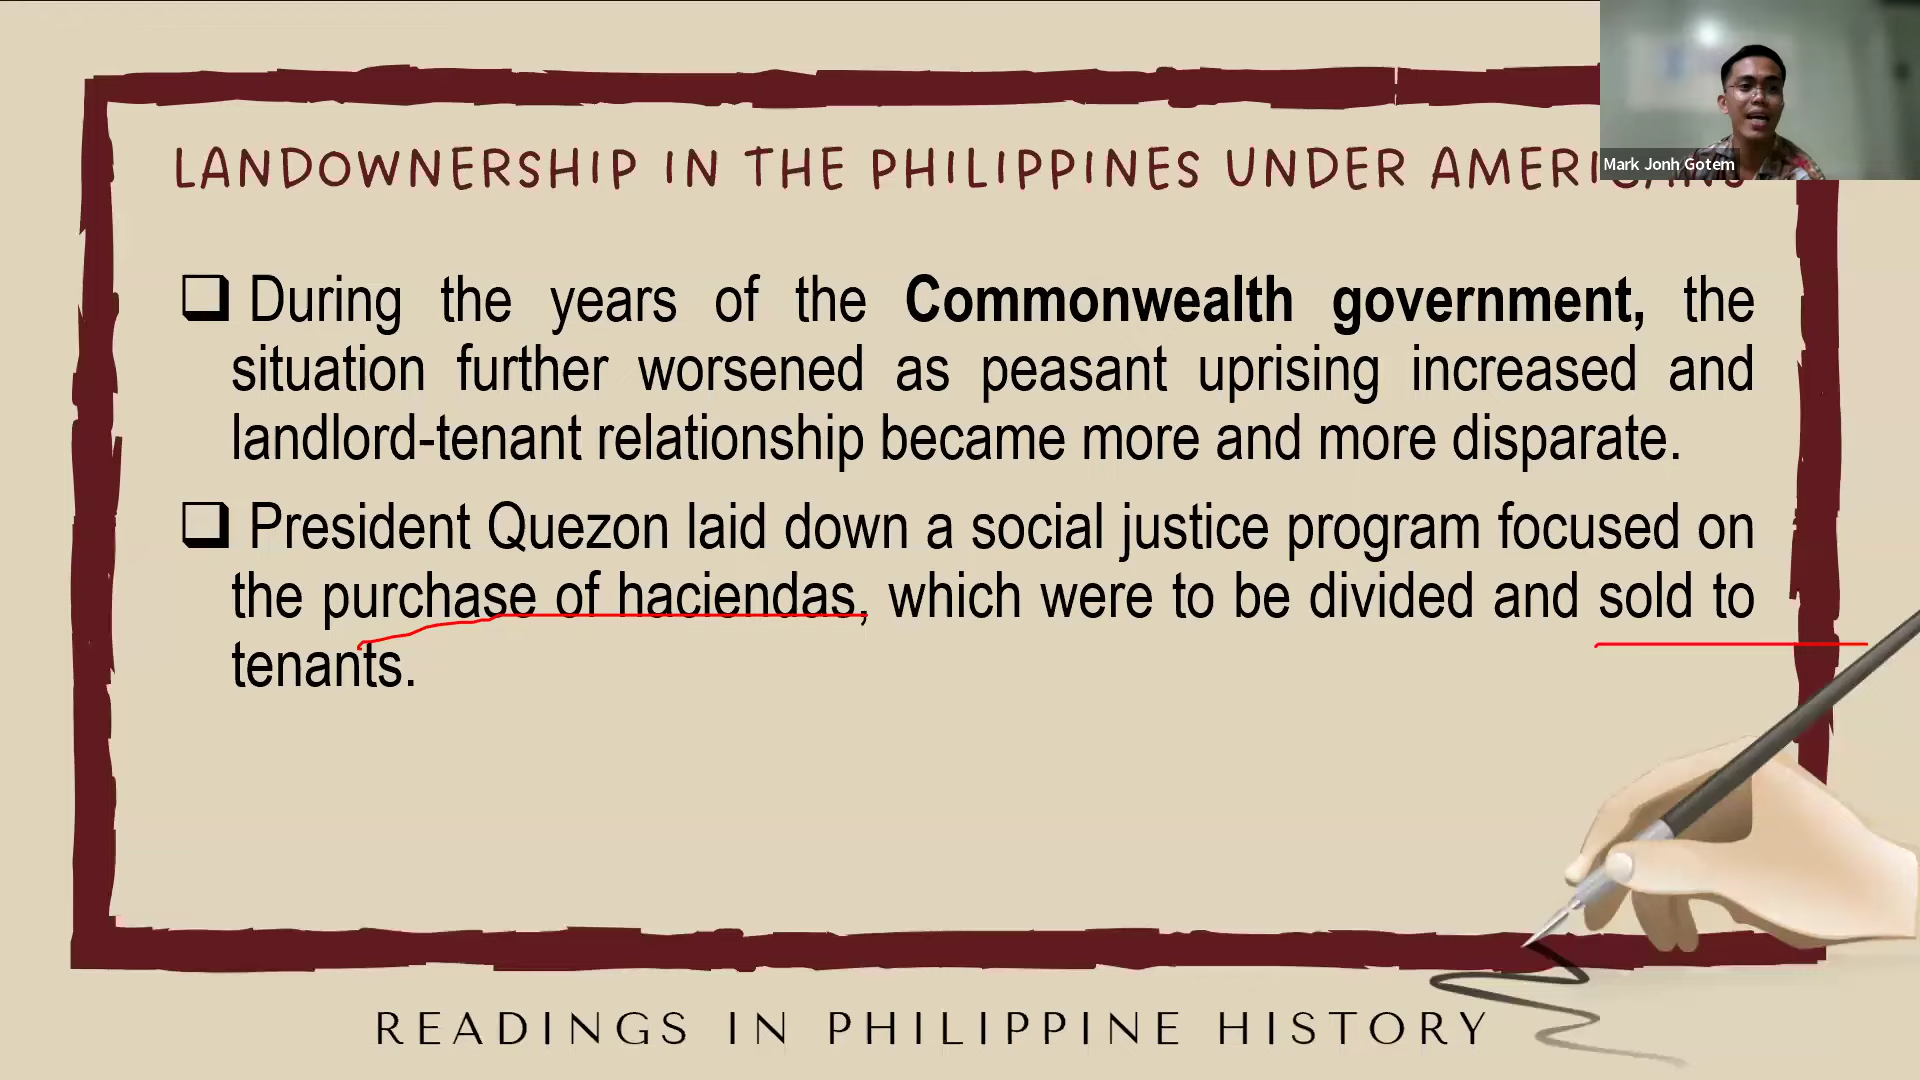 LANDOWNERSHIP IN THE PHILIPPINES UNDER AMERICANS
Mark Jonh Gotem
During the years of the Commonwealth government, the
situation further worsened as peasant uprising increased and
landlord-tenant relationship became more and more disparate.
President Quezon laid down a social justice program focused on
the purchase of haciendas, which were to be divided and sold to
tenants.
READINGS IN PHILIPPINE HISTORY